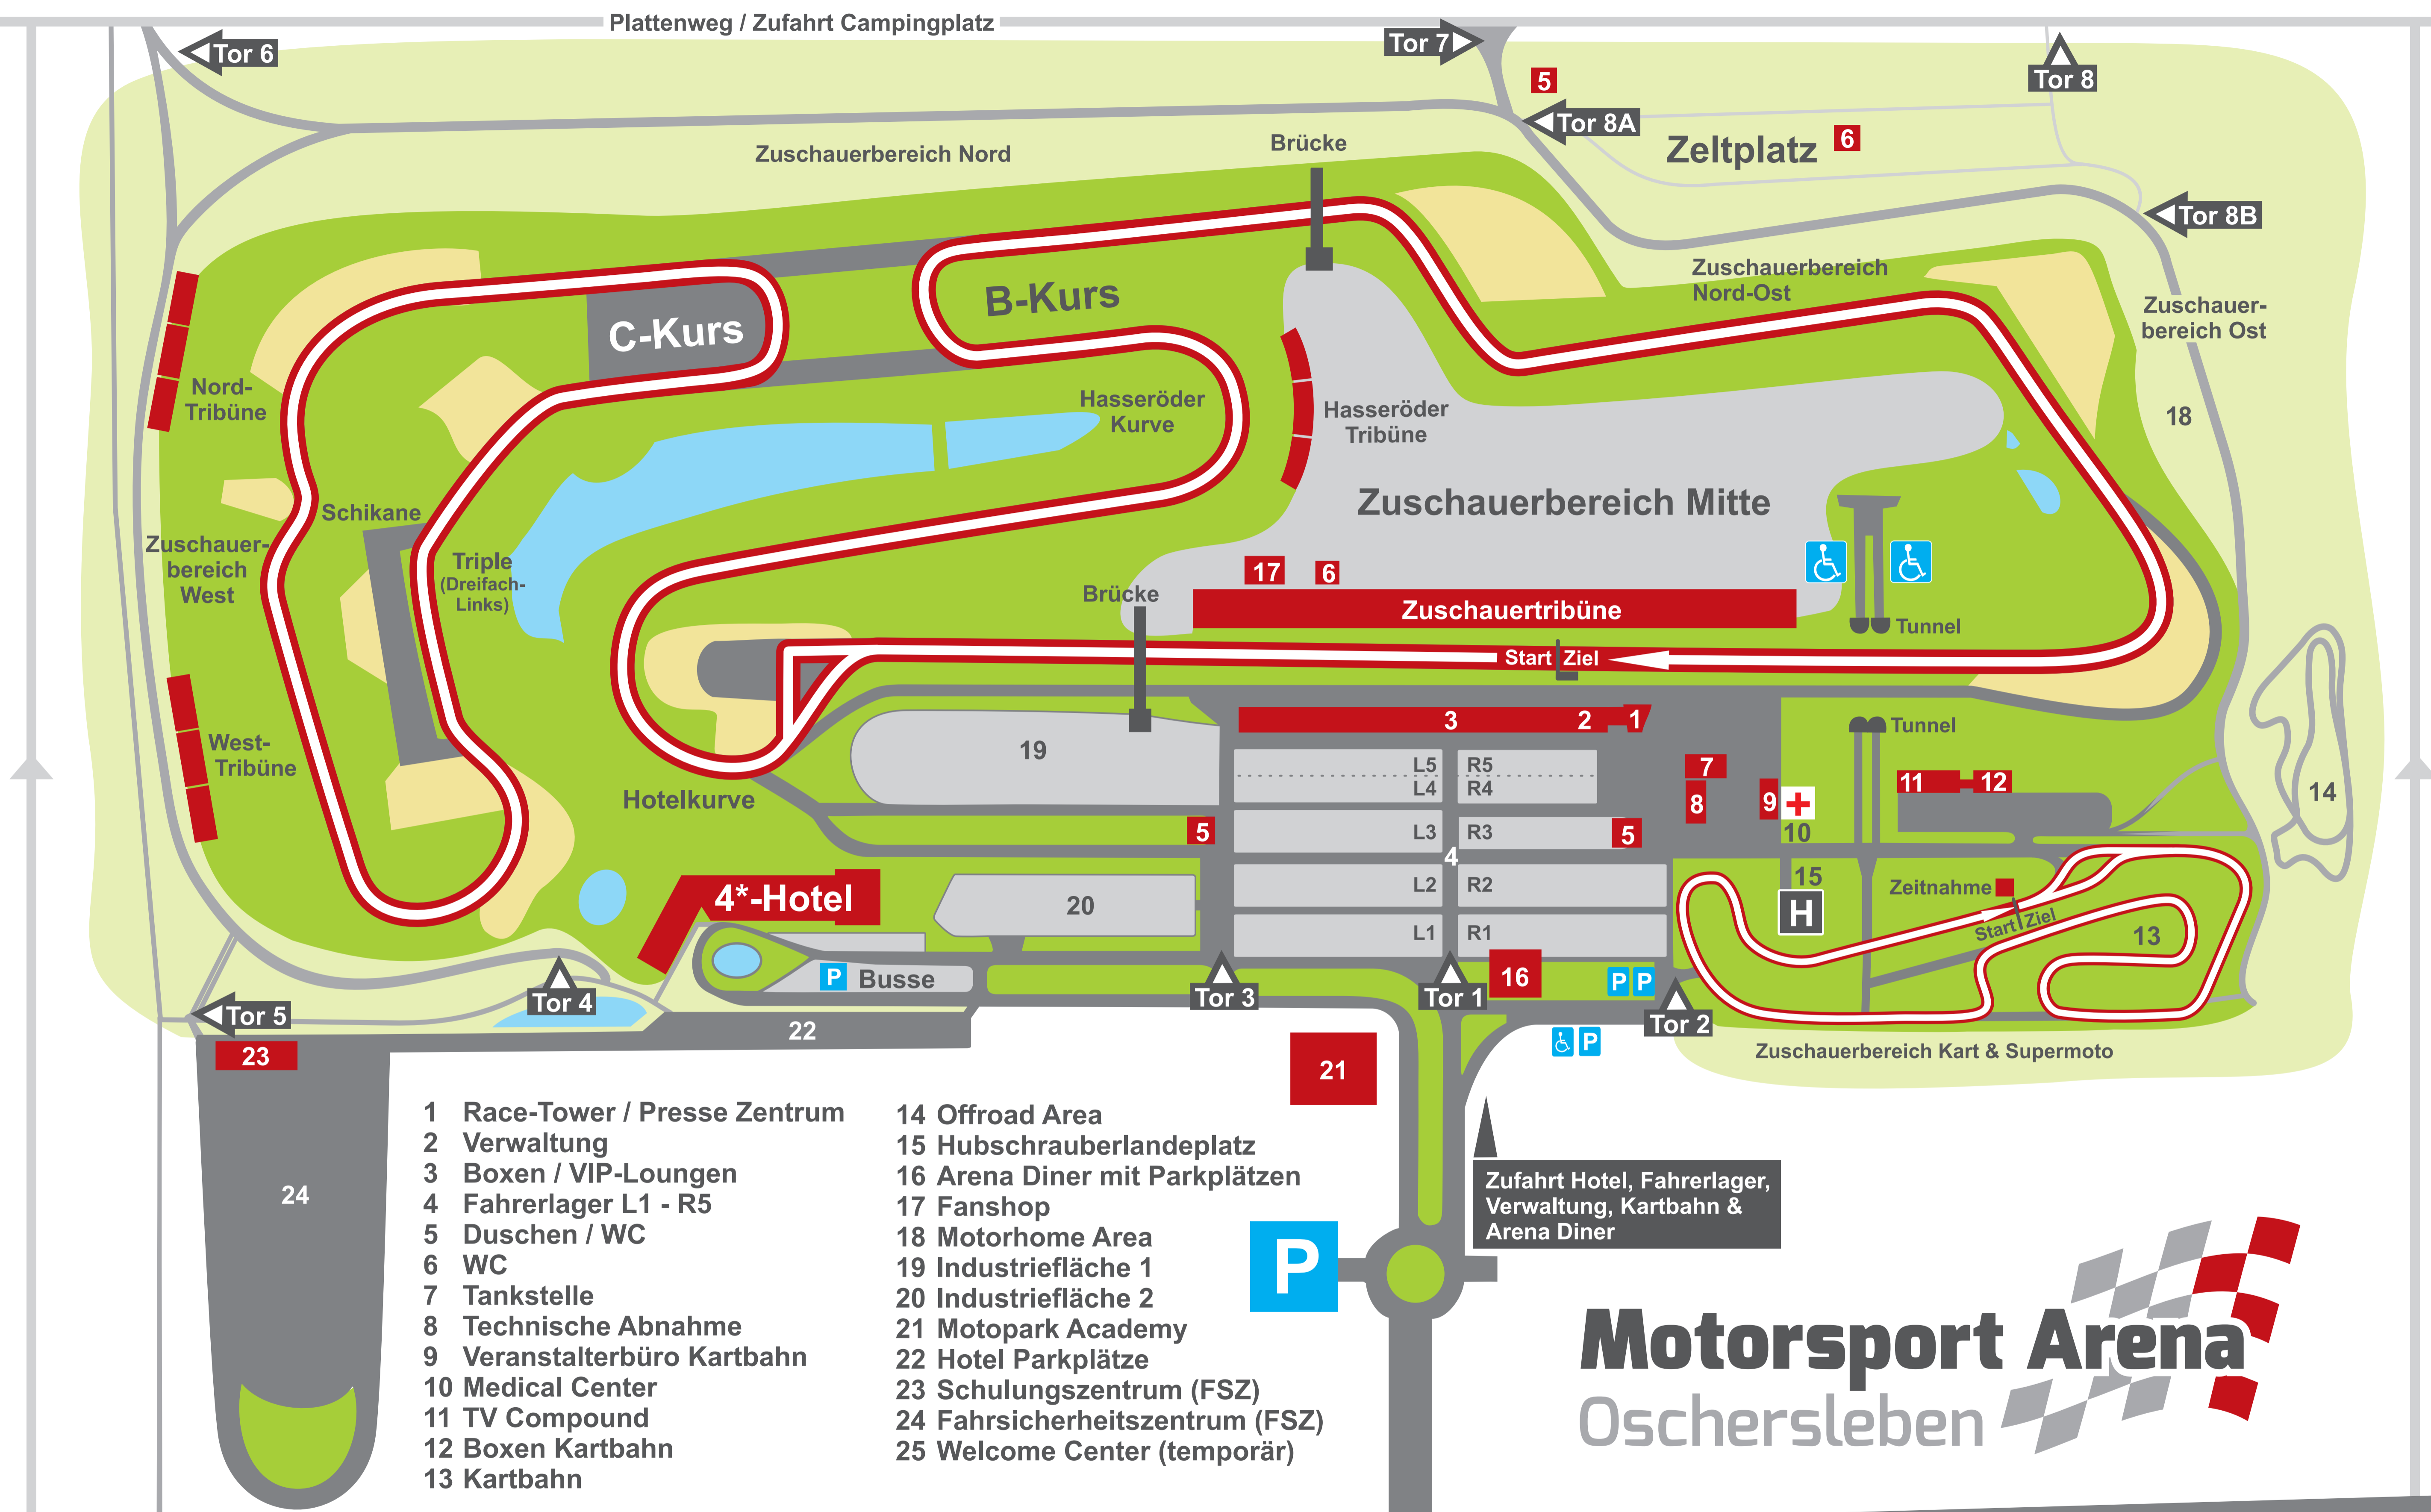 Plattenweg / Zufahrt Campingplatz
Tor 6
Tor 7
5
Tor 8
Tor 8A
Zeltplatz 6
Zuschauerbereich Nord
Brücke
Tor 8B
Zuschauerbereich
Nord-Ost
Zuschauer-
bereich Ost
B-Kurs
C-Kurs
Nord-
Tribüne
Hasseröder
Kurve
Hasseröder
Tribüne
18
Zuschauerbereich Mitte
Schikane
Zuschauer-
bereich
West
Triple
(Dreifach-
Links)
17
6
Brücke
Zuschauertribüne
Tunnel
Start Ziel
West-
Tribüne
Hotelkurve
19
3
2
1
Tunnel
L5 R5
L4 R4
7
8
9
10
11
12
14
5
L3 R3
5
4
4*-Hotel
20
L2 R2
15
H
Zeitnahme
Start Ziel
13
L1 R1
P Busse
16
P P
Tor 4
Tor 3
Tor 1
Tor 2
Tor 5
22
P
Zuschauerbereich Kart & Supermoto
23
21
24
1 Race-Tower / Presse Zentrum
2 Verwaltung
3 Boxen / VIP-Loungen
4 Fahrerlager L1 - R5
5 Duschen / WC
6 WC
7 Tankstelle
8 Technische Abnahme
9 Veranstalterbüro Kartbahn
10 Medical Center
11 TV Compound
12 Boxen Kartbahn
13 Kartbahn
14 Offroad Area
15 Hubschrauberlandeplatz
16 Arena Diner mit Parkplätzen
17 Fanshop
18 Motorhome Area
19 Industriefläche 1
20 Industriefläche 2
21 Motopark Academy
22 Hotel Parkplätze
23 Schulungszentrum (FSZ)
24 Fahrsicherheitszentrum (FSZ)
25 Welcome Center (temporär)
Zufahrt Hotel, Fahrerlager,
Verwaltung, Kartbahn &
Arena Diner
P
Motorsport Arena
Oschersleben